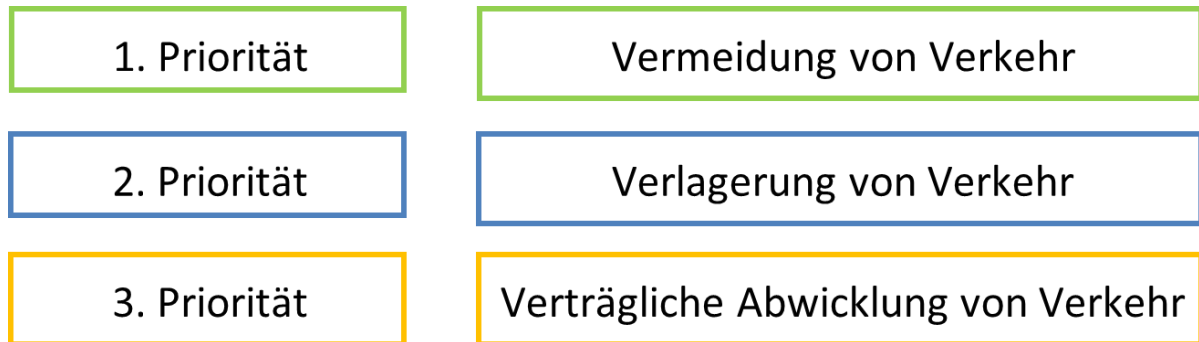 1. Priorität
Vermeidung von Verkehr
2. Priorität
Verlagerung von Verkehr
3. Priorität
Verträgliche Abwicklung von Verkehr